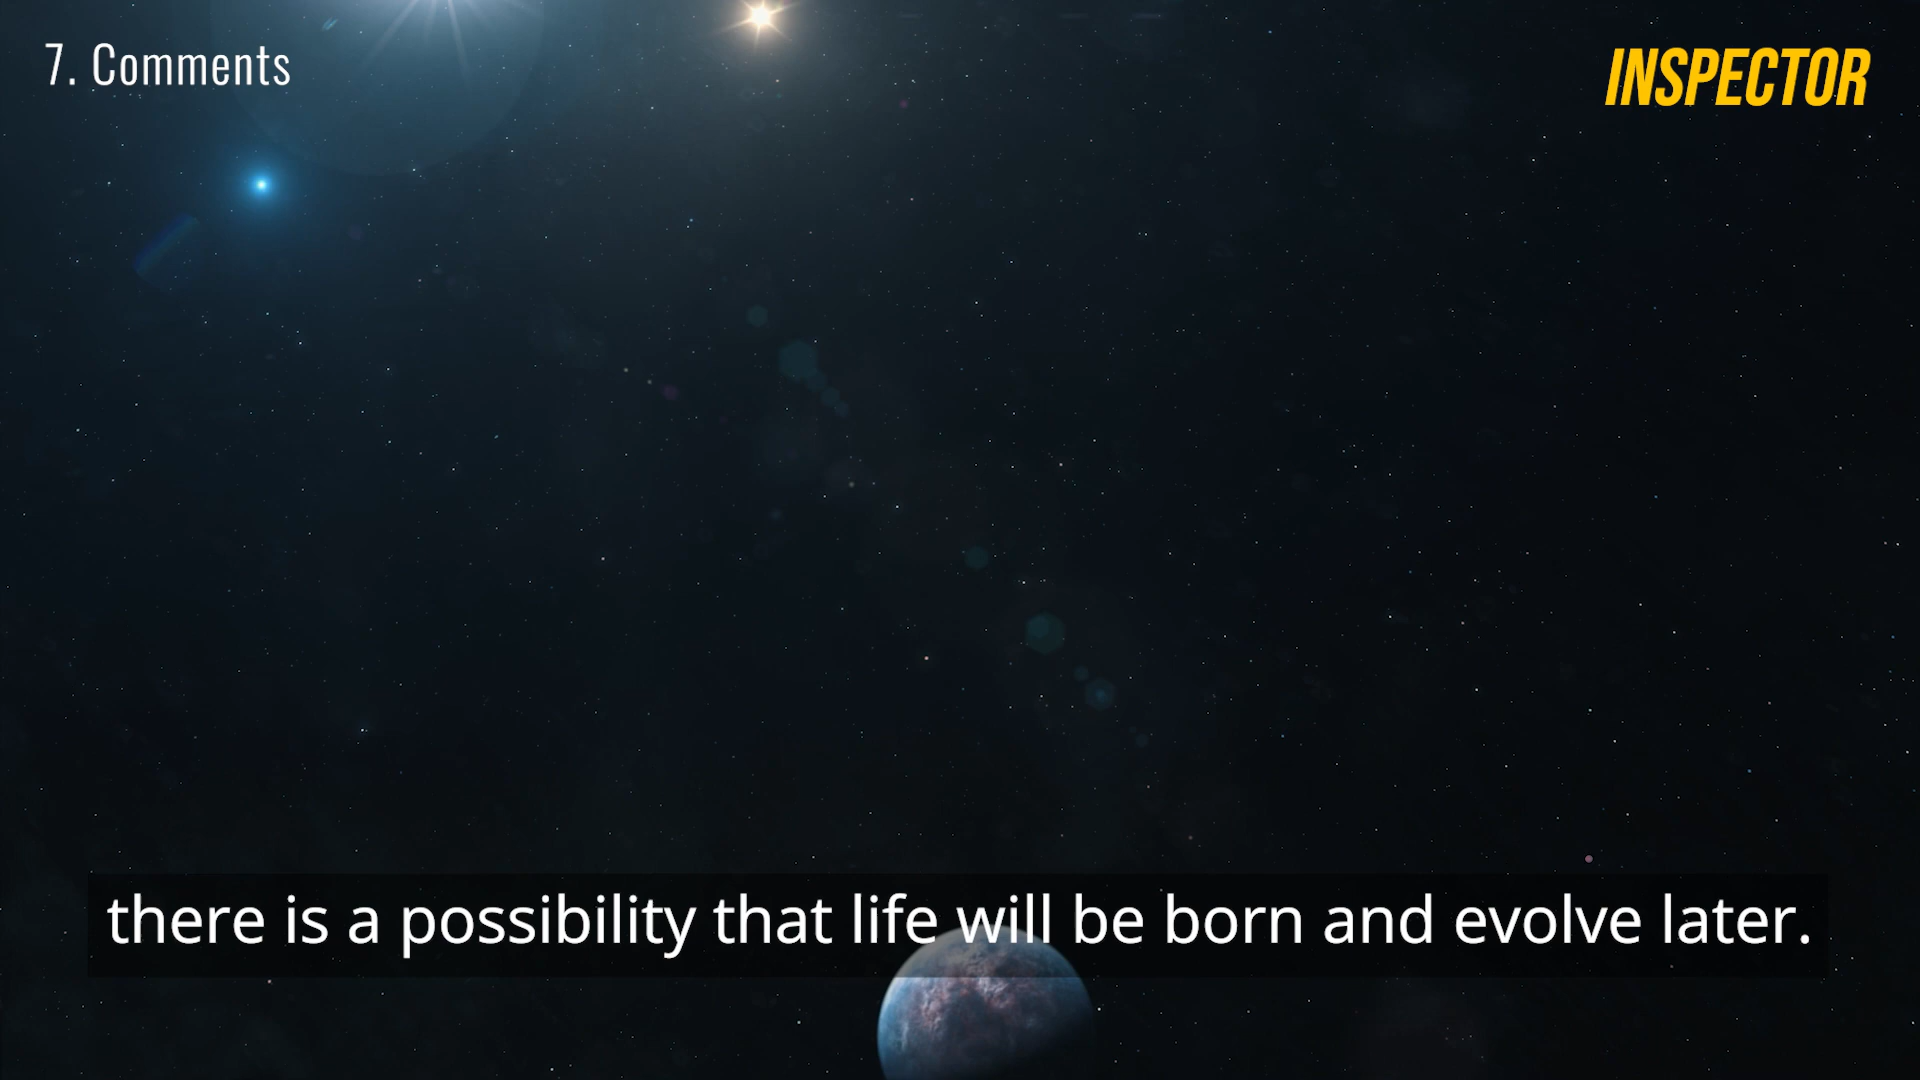 7. Comments
INSPECTOR
there is a possibility that life will be born and evolve later.